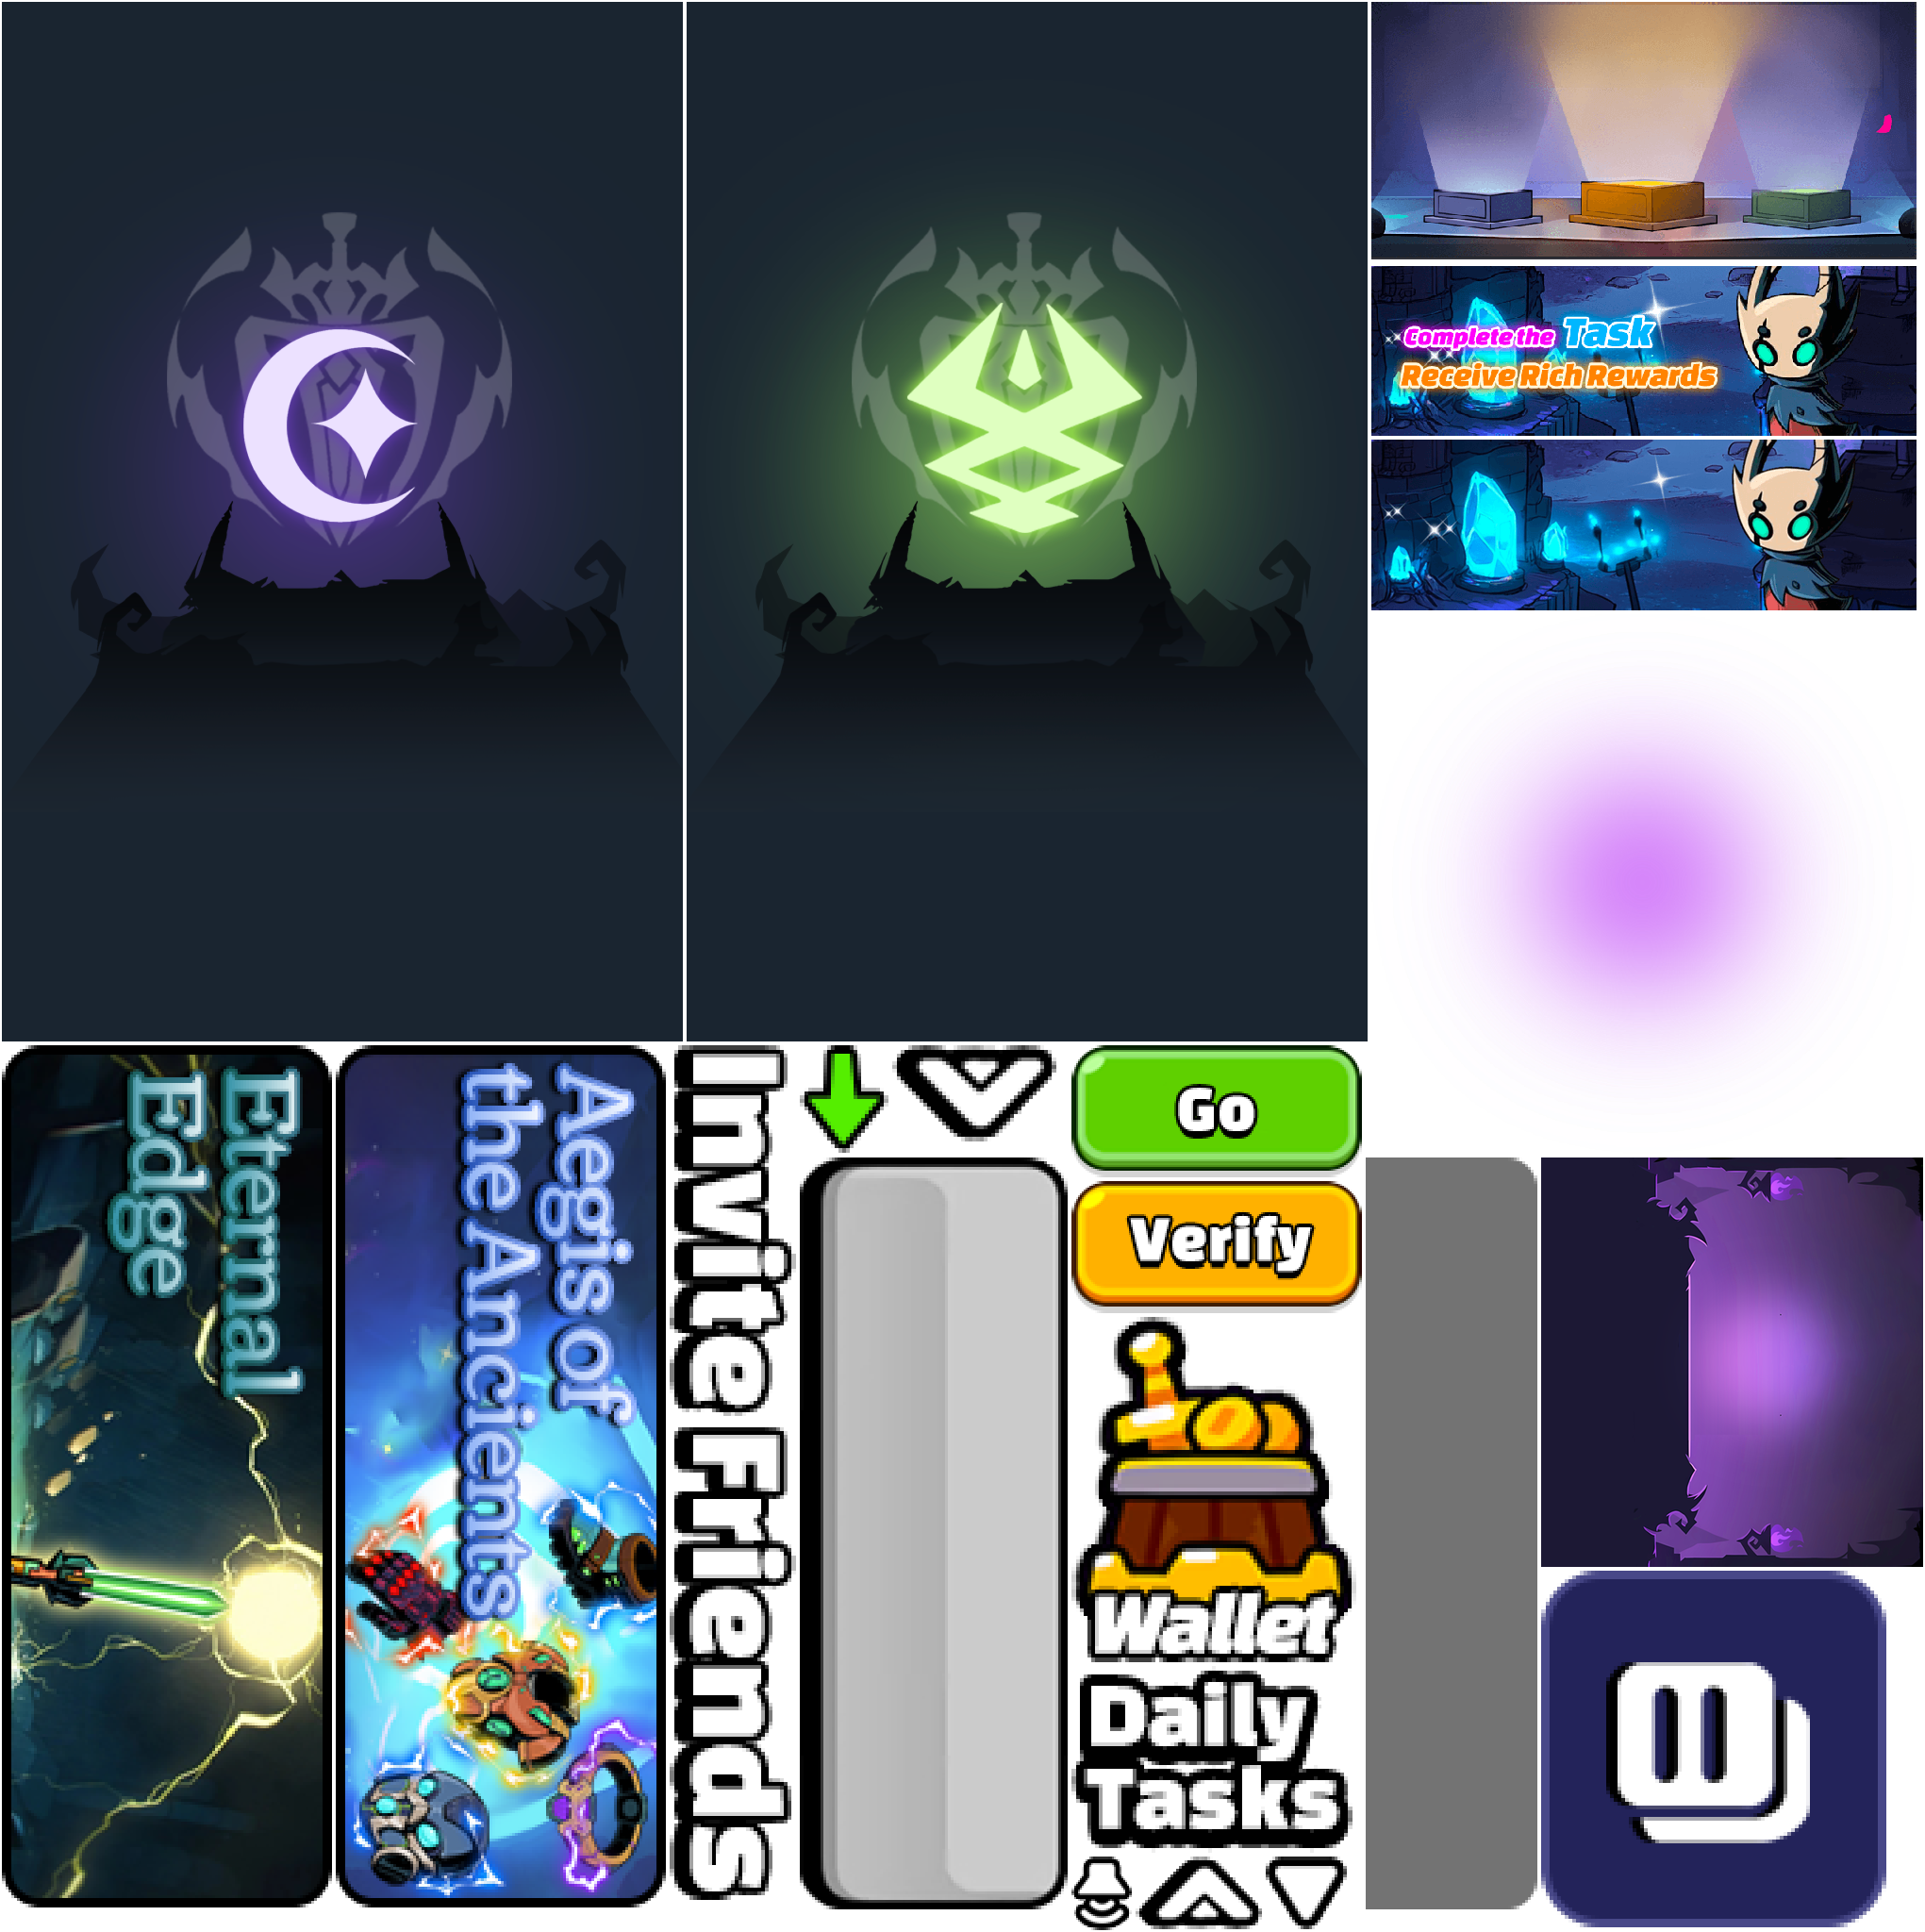 Complete the Task
Receive Rich Rewards
Eternal
Edge
Aegis of
the Ancients
Invite Friends
Go
Verify
Wallet
Daily
Tasks